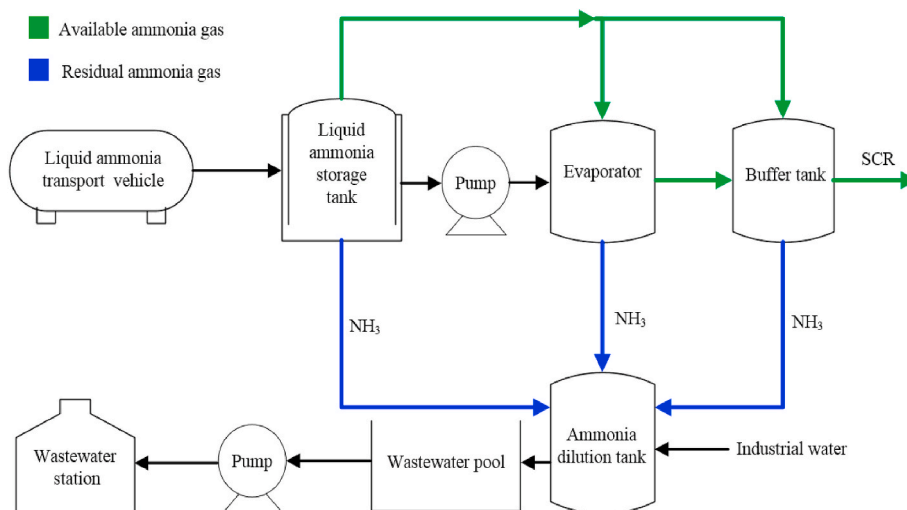 Available ammonia gas
Residual ammonia gas
Liquid ammonia
transport vehicle
Liquid
ammonia
storage
tank
Pump
Evaporator
Buffer tank
SCR
NH₃
NH₃
NH₃
Wastewater
station
Pump
Wastewater pool
Ammonia
dilution tank
Industrial water